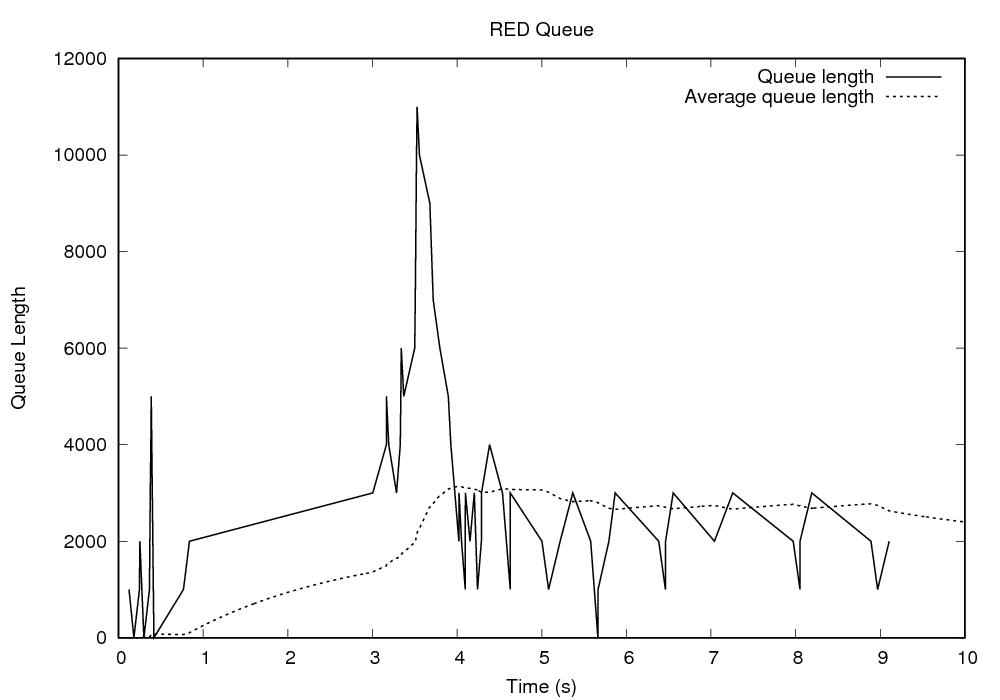 RED Queue
Queue length
Average queue length
12000
10000
8000
6000
4000
2000
0
Queue Length
0 1 2 3 4 5 6 7 8 9 10
Time (s)